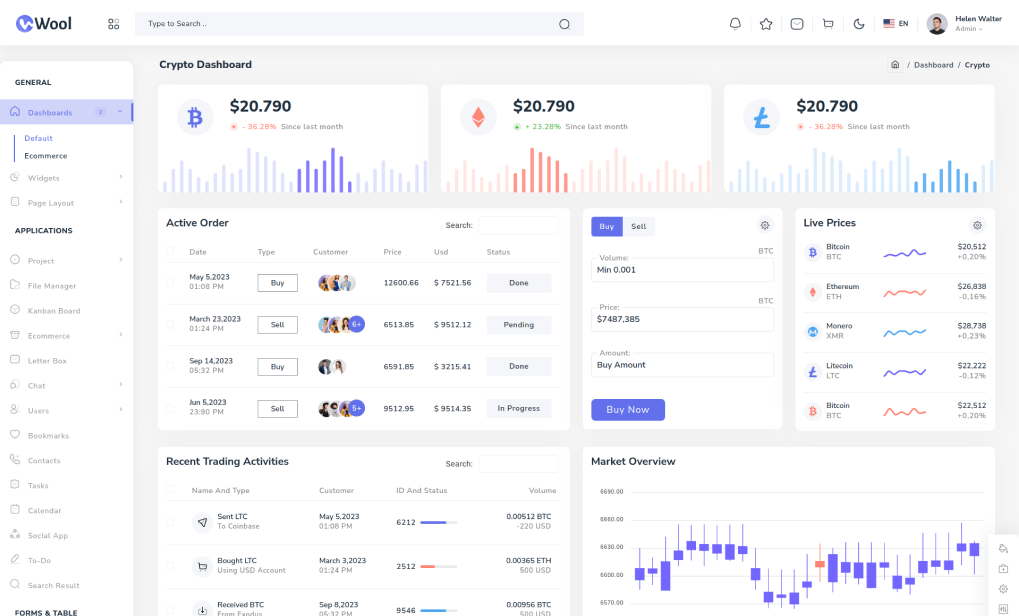 Wool
Type to Search ..
EN
Helen Walter
Admin
GENERAL
Dashboards 2
Default
Ecommerce
Widgets
Page Layout
APPLICATIONS
Project
File Manager
Kanban Board
Ecommerce
Letter Box
Chat
Users
Bookmarks
Contacts
Tasks
Calendar
Social App
To-Do
Search Result
FORMS & TABLE
Crypto Dashboard
/ Dashboard / Crypto
$20.790
- 36.28% Since last month
$20.790
+ 23.28% Since last month
$20.790
- 36.28% Since last month
Active Order
Search:
Date Type Customer Price Usd Status
May 5,2023
01:08 PM
Buy
12600.66 $ 7521.56 Done
March 23,2023
01:24 PM
Sell
6+
6513.85 $ 9512.12 Pending
Sep 14,2023
05:32 PM
Buy
6591.85 $ 3215.41 Done
Jun 5,2023
23:90 PM
Sell
5+
9512.95 $ 9514.35 In Progress
Buy Sell
BTC
Volume:
Min 0.001
BTC
Price:
$7487,385
Amount:
Buy Amount
Buy Now
Live Prices
Bitcoin $20,512
BTC +0,20%
Ethereum $26,838
ETH -0,16%
Monero $28,738
XMR +0,23%
Litecoin $22,222
LTC -0,12%
Bitcoin $22,512
BTC +0,20%
Recent Trading Activities
Search:
Name And Type Customer ID And Status Volume
Sent LTC May 5,2023 0.00512 BTC
To Coinbase 01:08 PM 6212 -220 USD
Bought LTC March 3,2023 0.00365 ETH
Using USD Account 01:24 PM 2512 500 USD
Received BTC Sep 8,2023 0.00956 BTC
From Exodus 05:32 PM 9546 500 USD
Market Overview
6690.00
6660.00
6630.00
6600.00
6570.00